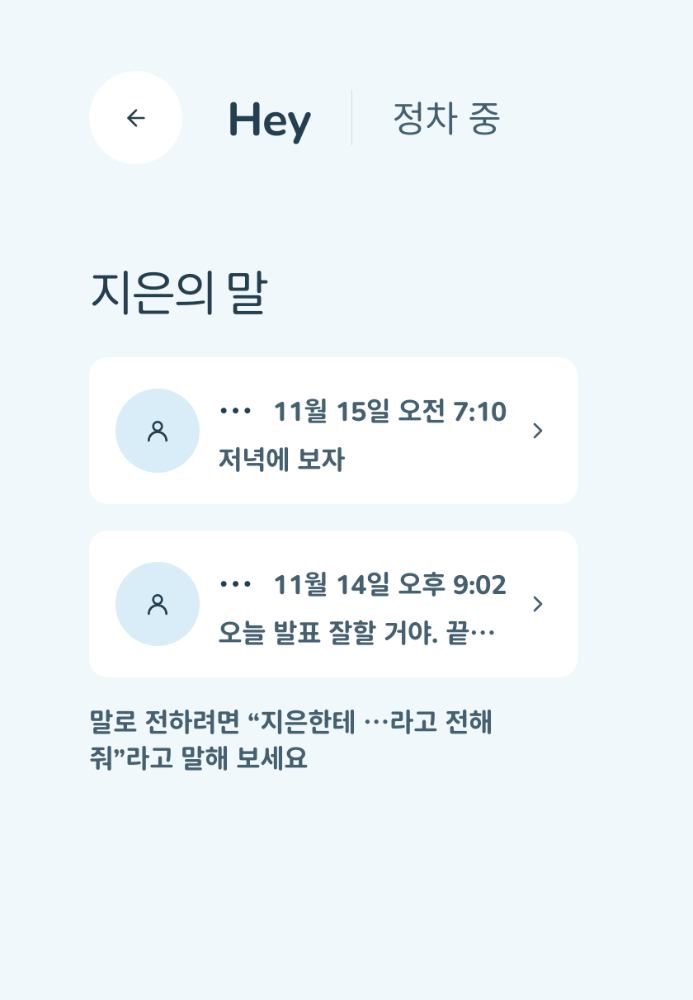 Hey 정차 중
지은의 말
··· 11월 15일 오전 7:10
저녁에 보자
··· 11월 14일 오후 9:02
오늘 발표 잘할 거야. 끝···
말로 전하려면 “지은한테 ···라고 전해
줘”라고 말해 보세요